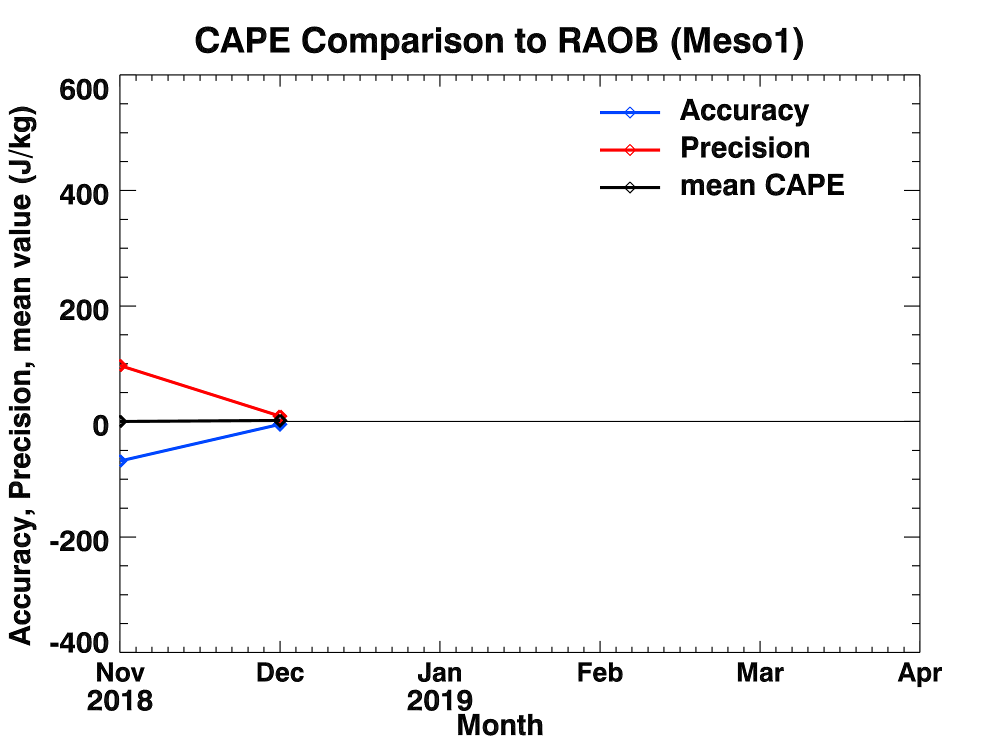 CAPE Comparison to RAOB (Meso1)
Accuracy, Precision, mean value (J/kg)
600
400
200
0
-200
-400
Accuracy
Precision
mean CAPE
Nov Dec Jan Feb Mar Apr
2018 2019
Month